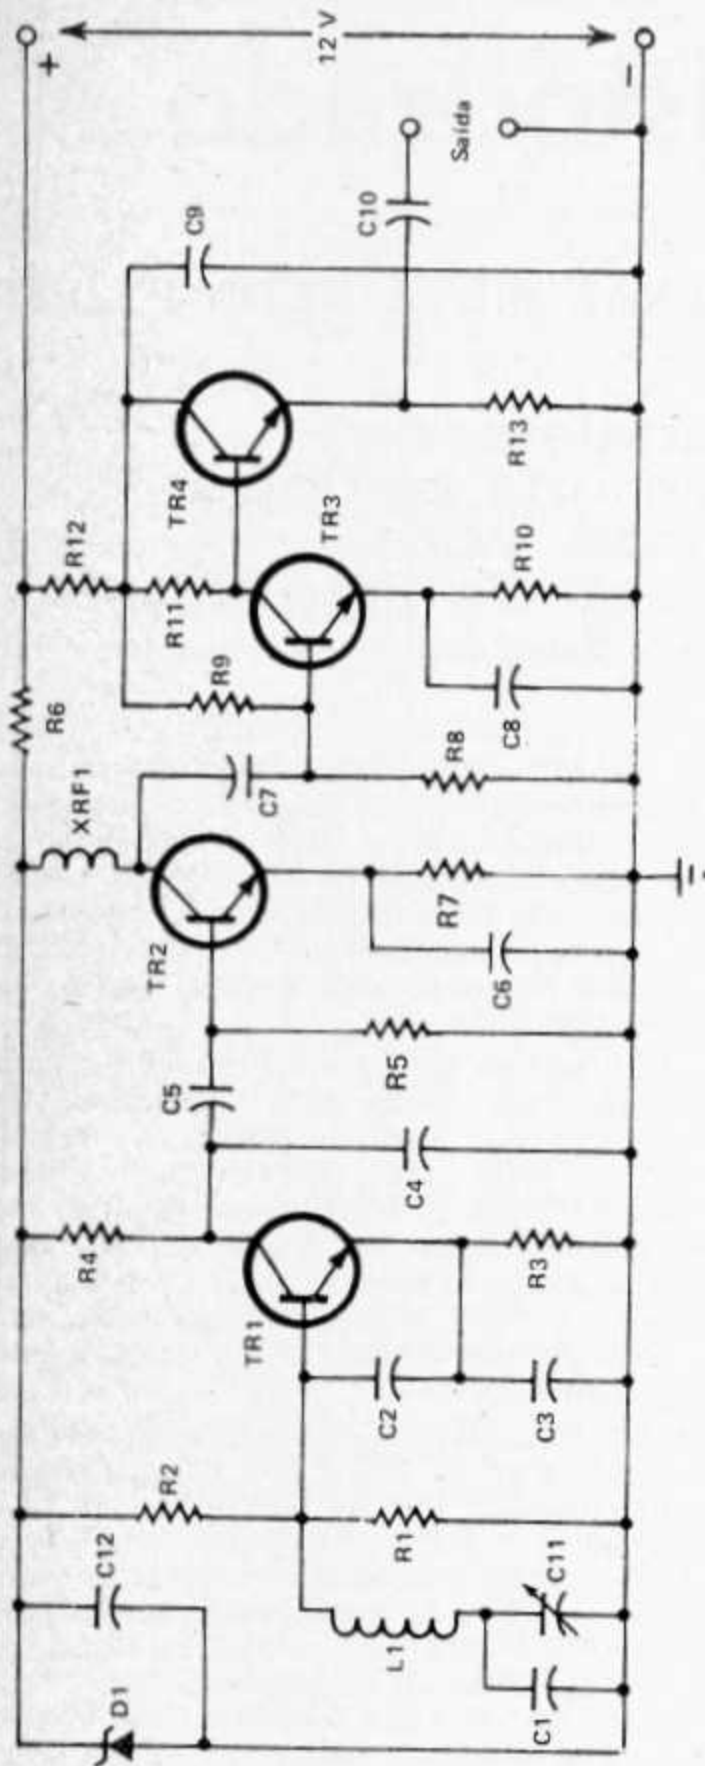 D1
C12
R2
R4
XRF1
R6
R12
+
12 V
−
L1
C1
C11
R1
C2
C3
TR1
R3
C4
C5
R5
TR2
C6
R7
C7
R8
R9
R11
TR3
TR4
C8
R10
R13
C9
C10
Saída